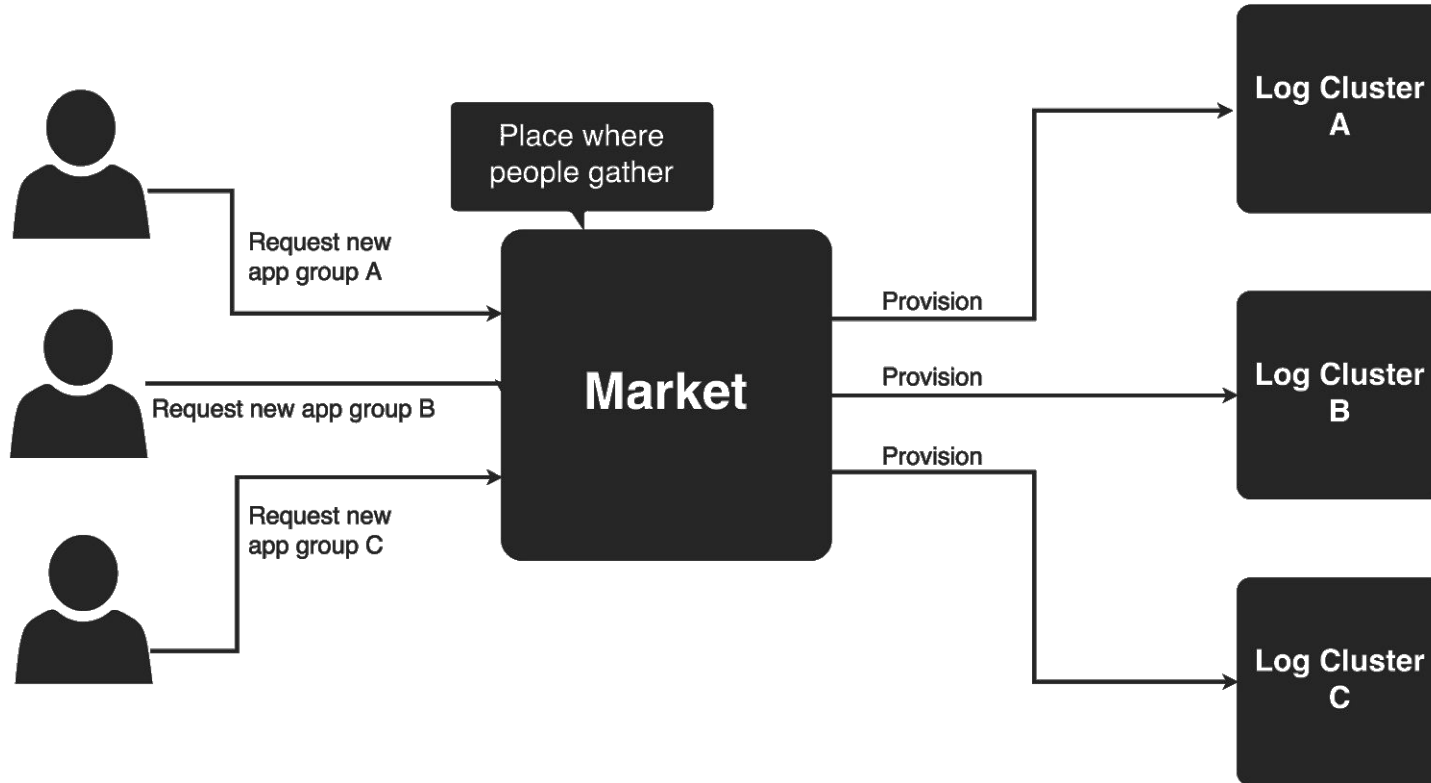 Place where
people gather
Request new
app group A
Request new app group B
Request new
app group C
Market
Provision
Provision
Provision
Log Cluster
A
Log Cluster
B
Log Cluster
C